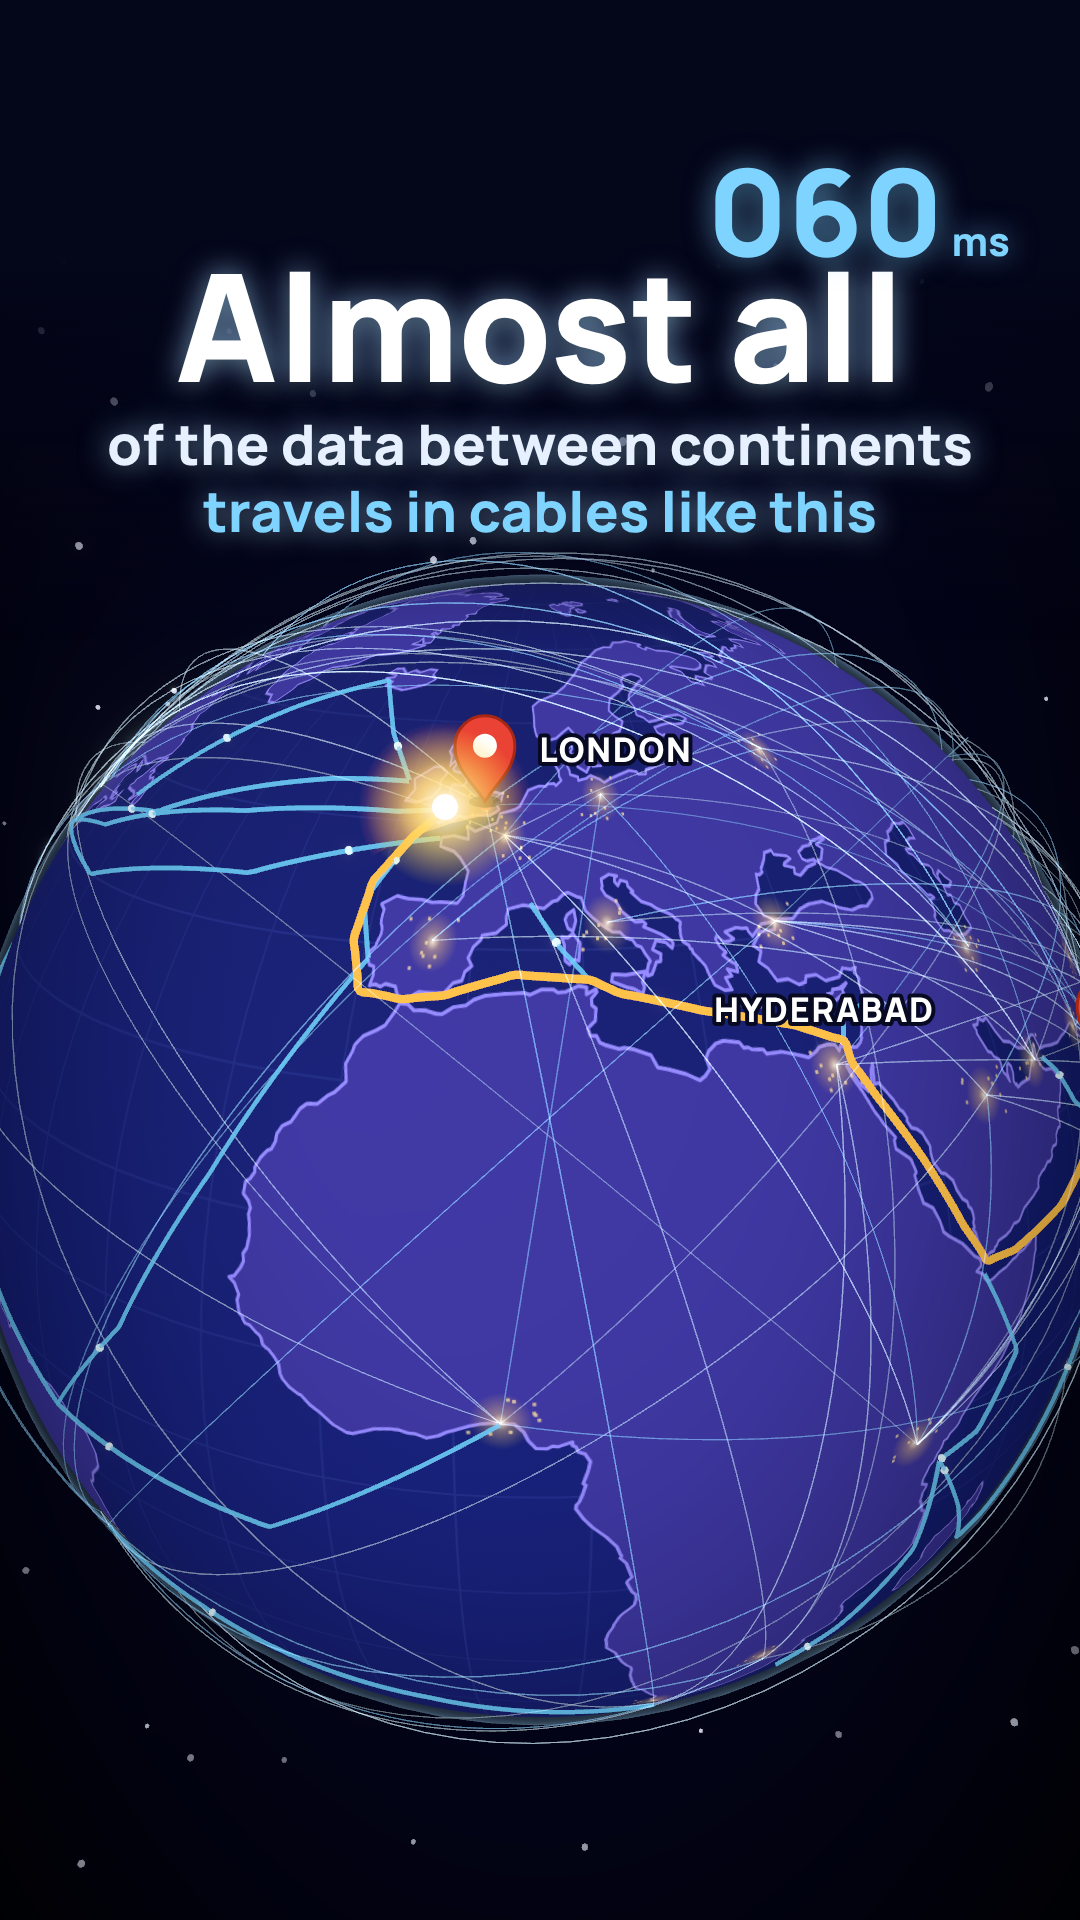 060 ms
Almost all
of the data between continents
travels in cables like this
LONDON
HYDERABAD